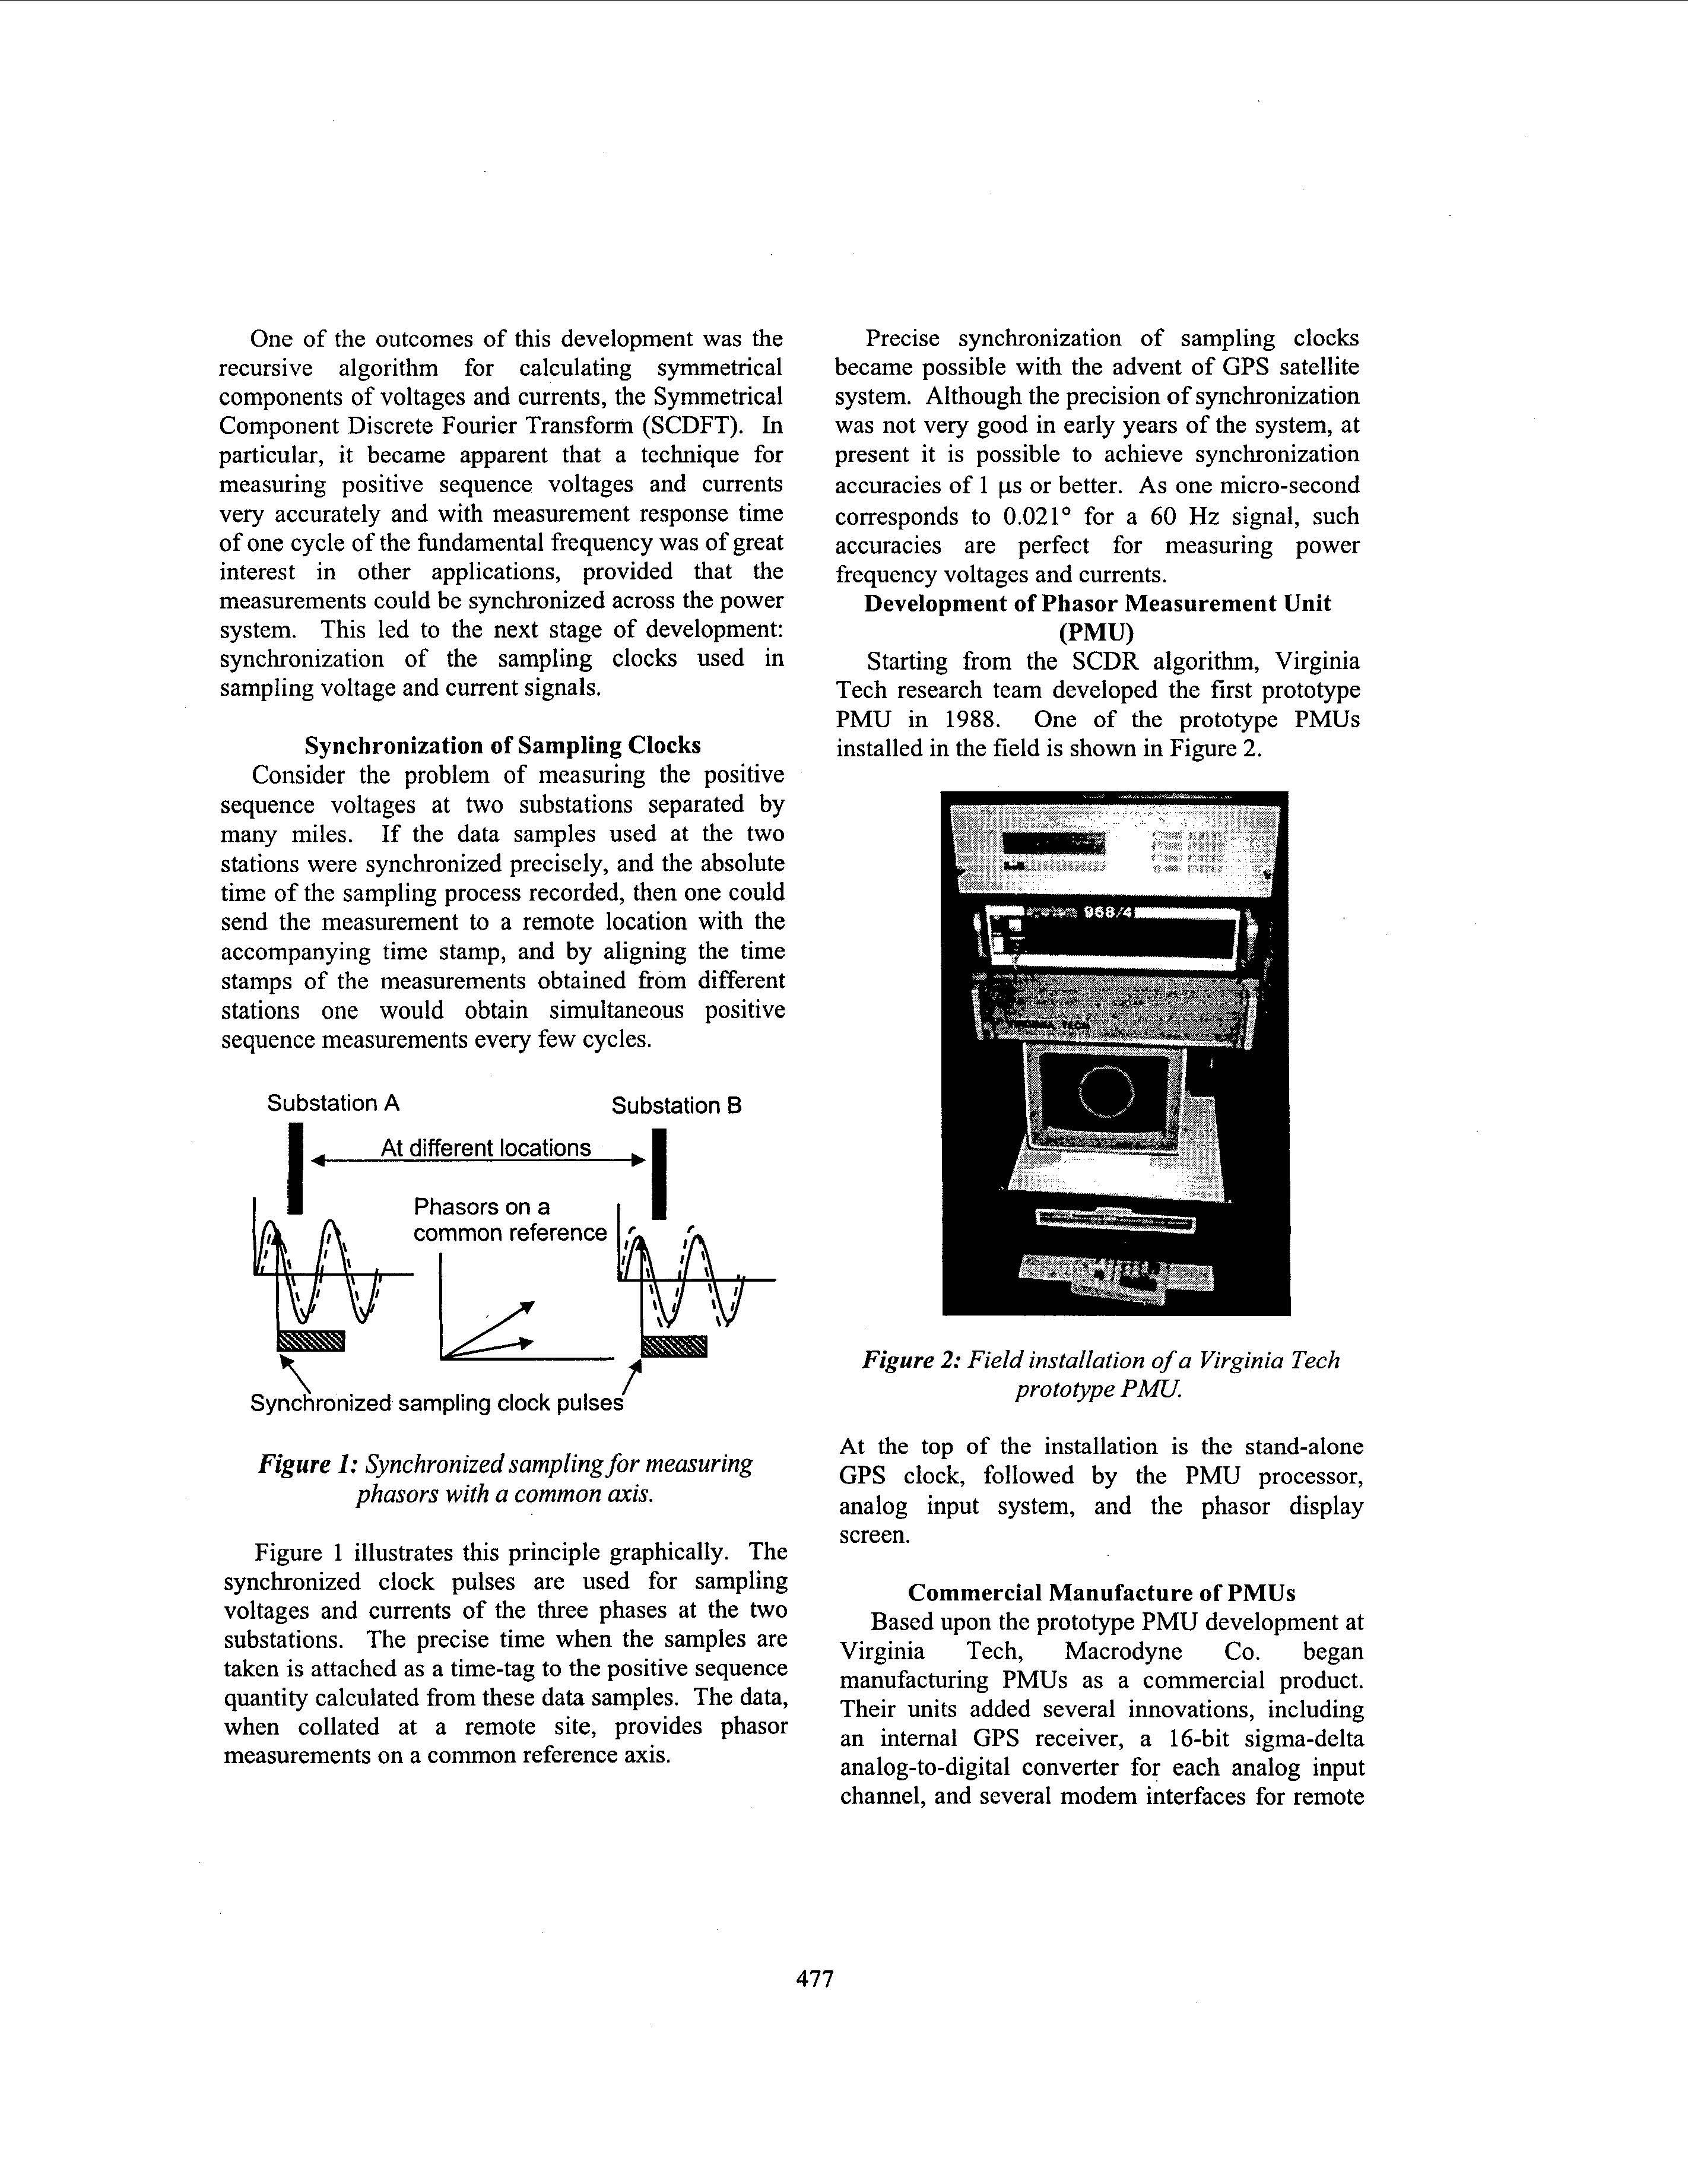 One of the outcomes of this development was the
recursive algorithm for calculating symmetrical
components of voltages and currents, the Symmetrical
Component Discrete Fourier Transform (SCDFT). In
particular, it became apparent that a technique for
measuring positive sequence voltages and currents
very accurately and with measurement response time
of one cycle of the fundamental frequency was of great
interest in other applications, provided that the
measurements could be synchronized across the power
system. This led to the next stage of development:
synchronization of the sampling clocks used in
sampling voltage and current signals.
Synchronization of Sampling Clocks
Consider the problem of measuring the positive
sequence voltages at two substations separated by
many miles. If the data samples used at the two
stations were synchronized precisely, and the absolute
time of the sampling process recorded, then one could
send the measurement to a remote location with the
accompanying time stamp, and by aligning the time
stamps of the measurements obtained from different
stations one would obtain simultaneous positive
sequence measurements every few cycles.
Substation A
Substation B
At different locations
Phasors on a
common reference
Synchronized sampling clock pulses
Figure 1: Synchronized sampling for measuring
phasors with a common axis.
Figure 1 illustrates this principle graphically. The
synchronized clock pulses are used for sampling
voltages and currents of the three phases at the two
substations. The precise time when the samples are
taken is attached as a time-tag to the positive sequence
quantity calculated from these data samples. The data,
when collated at a remote site, provides phasor
measurements on a common reference axis.
Precise synchronization of sampling clocks
became possible with the advent of GPS satellite
system. Although the precision of synchronization
was not very good in early years of the system, at
present it is possible to achieve synchronization
accuracies of 1 µs or better. As one micro-second
corresponds to 0.021° for a 60 Hz signal, such
accuracies are perfect for measuring power
frequency voltages and currents.
Development of Phasor Measurement Unit
(PMU)
Starting from the SCDR algorithm, Virginia
Tech research team developed the first prototype
PMU in 1988. One of the prototype PMUs
installed in the field is shown in Figure 2.
968/4
VIRGINIA TECH
Figure 2: Field installation of a Virginia Tech
prototype PMU.
At the top of the installation is the stand-alone
GPS clock, followed by the PMU processor,
analog input system, and the phasor display
screen.
Commercial Manufacture of PMUs
Based upon the prototype PMU development at
Virginia Tech, Macrodyne Co. began
manufacturing PMUs as a commercial product.
Their units added several innovations, including
an internal GPS receiver, a 16-bit sigma-delta
analog-to-digital converter for each analog input
channel, and several modem interfaces for remote
477